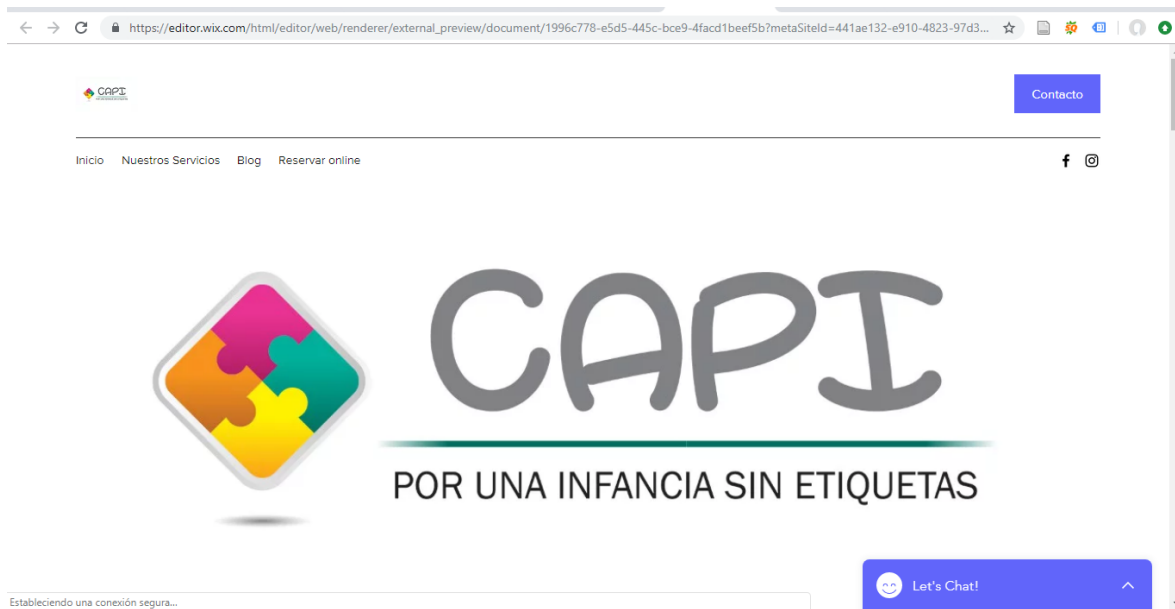 https://editor.wix.com/html/editor/web/renderer/external_preview/document/1996c778-e5d5-445c-bce9-4facd1beef5b?metaSiteId=441ae132-e910-4823-97d3...
CAPI
Contacto
Inicio Nuestros Servicios Blog Reservar online
CAPI
POR UNA INFANCIA SIN ETIQUETAS
Let's Chat!
Estableciendo una conexión segura...